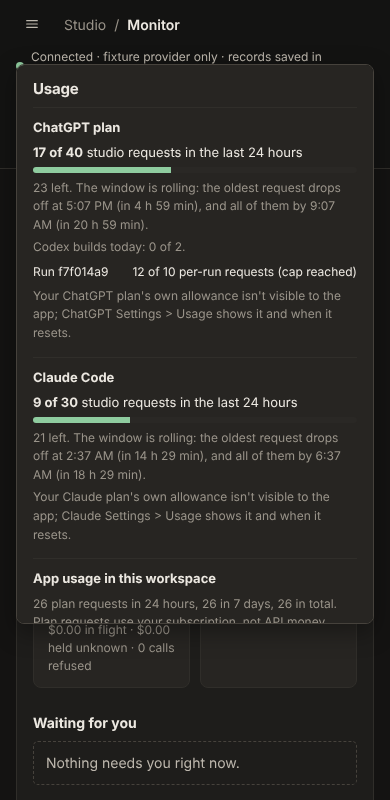 Studio / Monitor
Connected · fixture provider only · records saved in
Usage
ChatGPT plan
17 of 40 studio requests in the last 24 hours
23 left. The window is rolling: the oldest request drops
off at 5:07 PM (in 4 h 59 min), and all of them by 9:07
AM (in 20 h 59 min).
Codex builds today: 0 of 2.
Run f7f014a9 12 of 10 per-run requests (cap reached)
Your ChatGPT plan's own allowance isn't visible to the
app; ChatGPT Settings > Usage shows it and when it
resets.
Claude Code
9 of 30 studio requests in the last 24 hours
21 left. The window is rolling: the oldest request drops
off at 2:37 AM (in 14 h 29 min), and all of them by 6:37
AM (in 18 h 29 min).
Your Claude plan's own allowance isn't visible to the
app; Claude Settings > Usage shows it and when it
resets.
App usage in this workspace
26 plan requests in 24 hours, 26 in 7 days, 26 in total.
Plan requests use your subscription, not API money
$0.00 in flight · $0.00
held unknown · 0 calls
refused
Waiting for you
Nothing needs you right now.